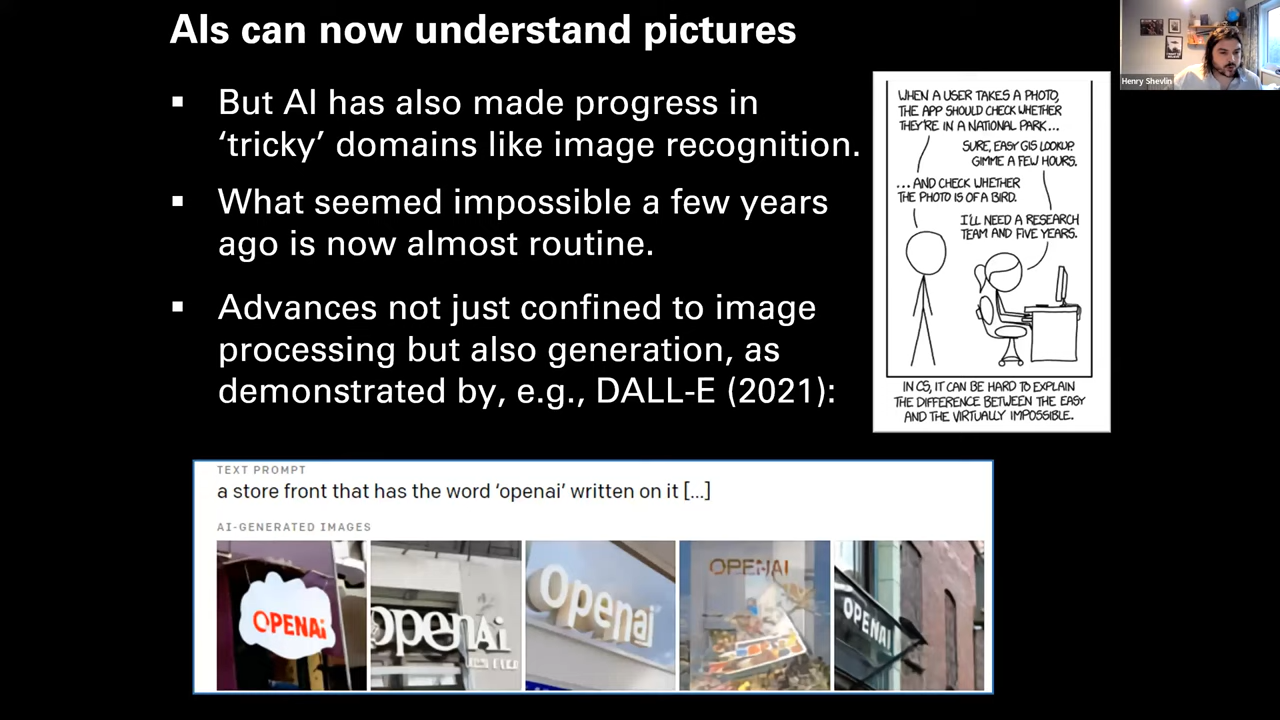 AIs can now understand pictures
▪ But AI has also made progress in
‘tricky’ domains like image recognition.
▪ What seemed impossible a few years
ago is now almost routine.
▪ Advances not just confined to image
processing but also generation, as
demonstrated by, e.g., DALL-E (2021):
WHEN A USER TAKES A PHOTO,
THE APP SHOULD CHECK WHETHER
THEY'RE IN A NATIONAL PARK...
SURE, EASY GIS LOOKUP.
GIMME A FEW HOURS.
...AND CHECK WHETHER
THE PHOTO IS OF A BIRD.
I'LL NEED A RESEARCH
TEAM AND FIVE YEARS.
IN CS, IT CAN BE HARD TO EXPLAIN
THE DIFFERENCE BETWEEN THE EASY
AND THE VIRTUALLY IMPOSSIBLE.
Henry Shevlin
TEXT PROMPT
a store front that has the word ‘openai’ written on it [...]
AI-GENERATED IMAGES
OPENAi
openAi
Openai
OPENAI
OPENAI